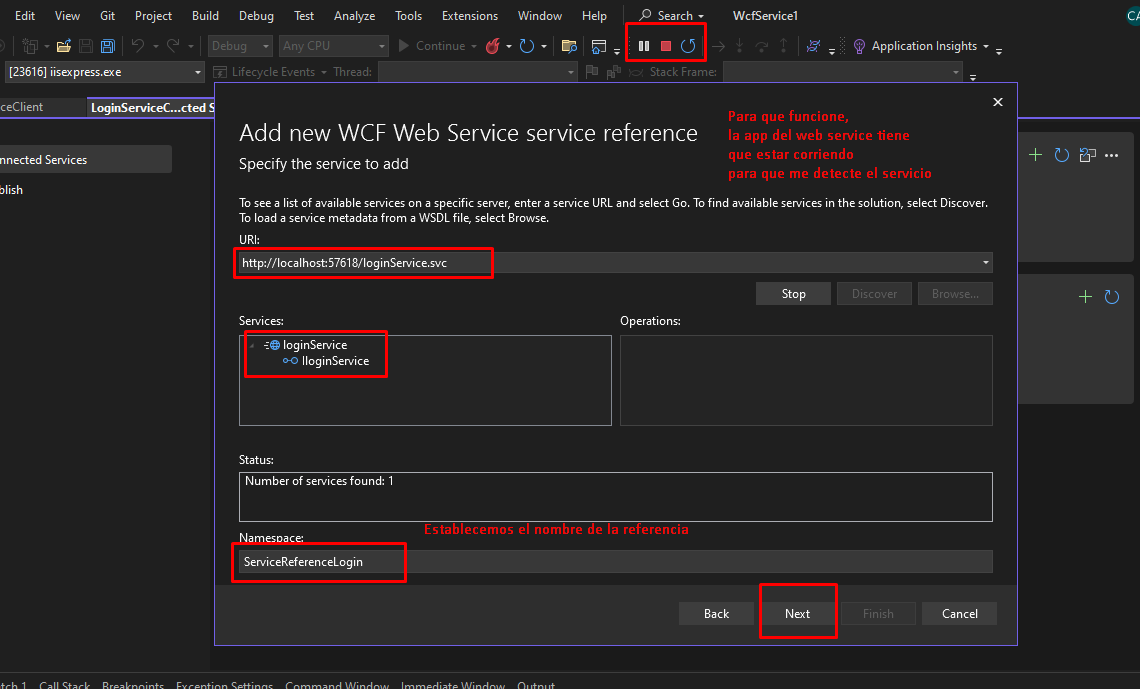 Edit View Git Project Build Debug Test Analyze Tools Extensions Window Help Search WcfService1
CA
Debug Any CPU Continue Application Insights
[23616] iisexpress.exe Lifecycle Events Thread: Stack Frame:
ceClient LoginServiceC...cted S
Add new WCF Web Service service reference
Specify the service to add
Para que funcione,
la app del web service tiene
que estar corriendo
para que me detecte el servicio
nnected Services
blish
To see a list of available services on a specific server, enter a service URL and select Go. To find available services in the solution, select Discover.
To load a service metadata from a WSDL file, select Browse.
URI:
http://localhost:57618/loginService.svc
Stop Discover Browse...
Services: Operations:
loginService
IloginService
Status:
Number of services found: 1
Establecemos el nombre de la referencia
Namespace:
ServiceReferenceLogin
Back Next Finish Cancel
atch 1 Call Stack Breakpoints Exception Settings Command Window Immediate Window Output